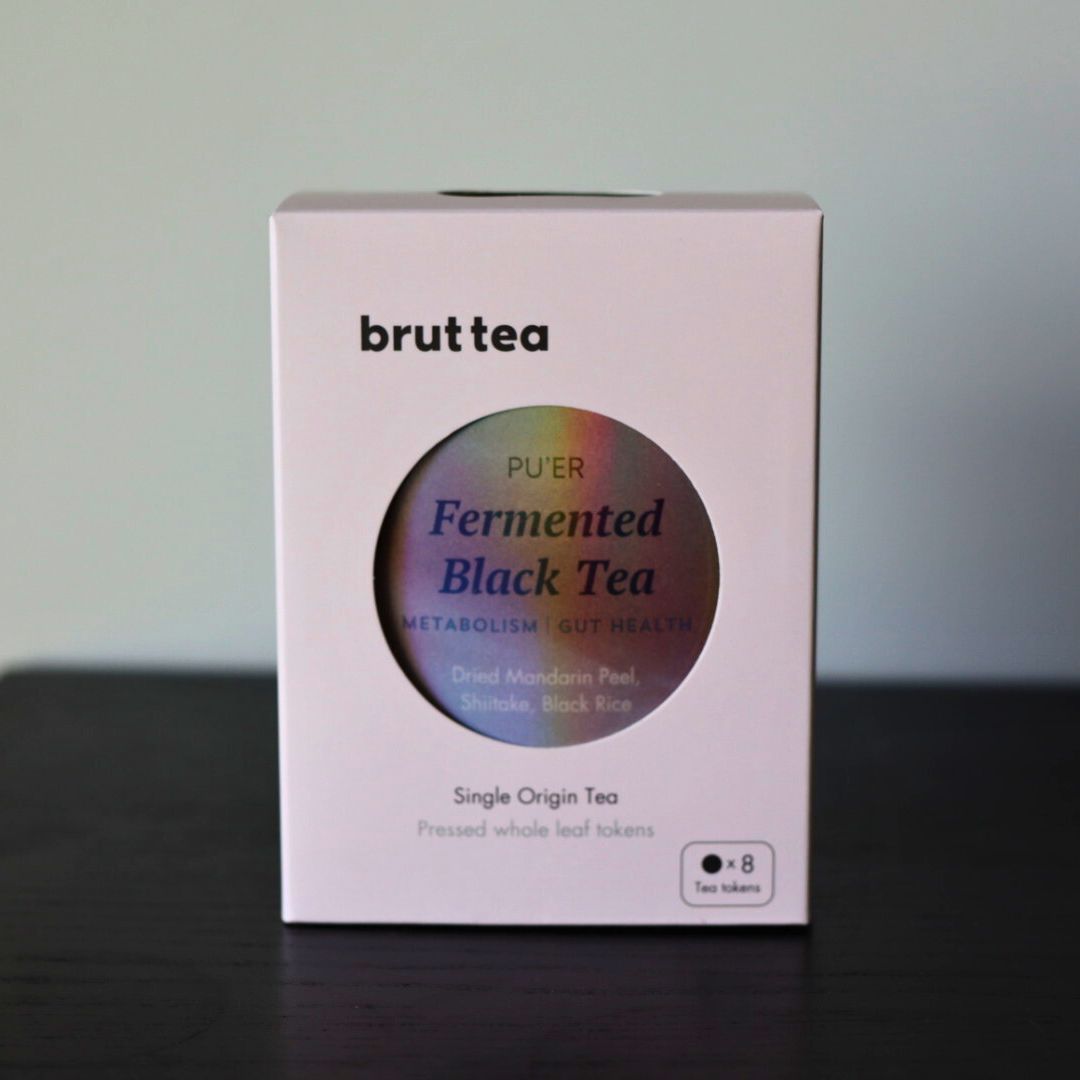 brut tea
PU'ER
Fermented
Black Tea
METABOLISM | GUT HEALTH
Dried Mandarin Peel,
Shiitake, Black Rice
Single Origin Tea
Pressed whole leaf tokens
x 8
Tea tokens